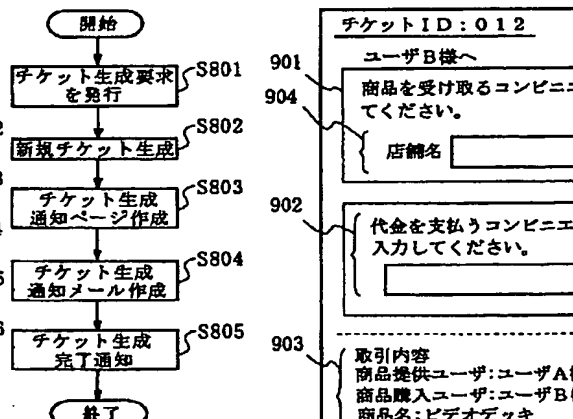 開始
チケット生成要求
を発行
S801
新規チケット生成
S802
チケット生成
通知ページ作成
S803
チケット生成
通知メール作成
S804
チケット生成
完了通知
S805
終了
チケットID:012
ユーザB様へ
901
商品を受け取るコンビニエ
てください。
904
店舗名
902
代金を支払うコンビニエ
入力してください。
903
取引内容
商品提供ユーザ:ユーザA
商品購入ユーザ:ユーザB
商品名:ビデオデッキ